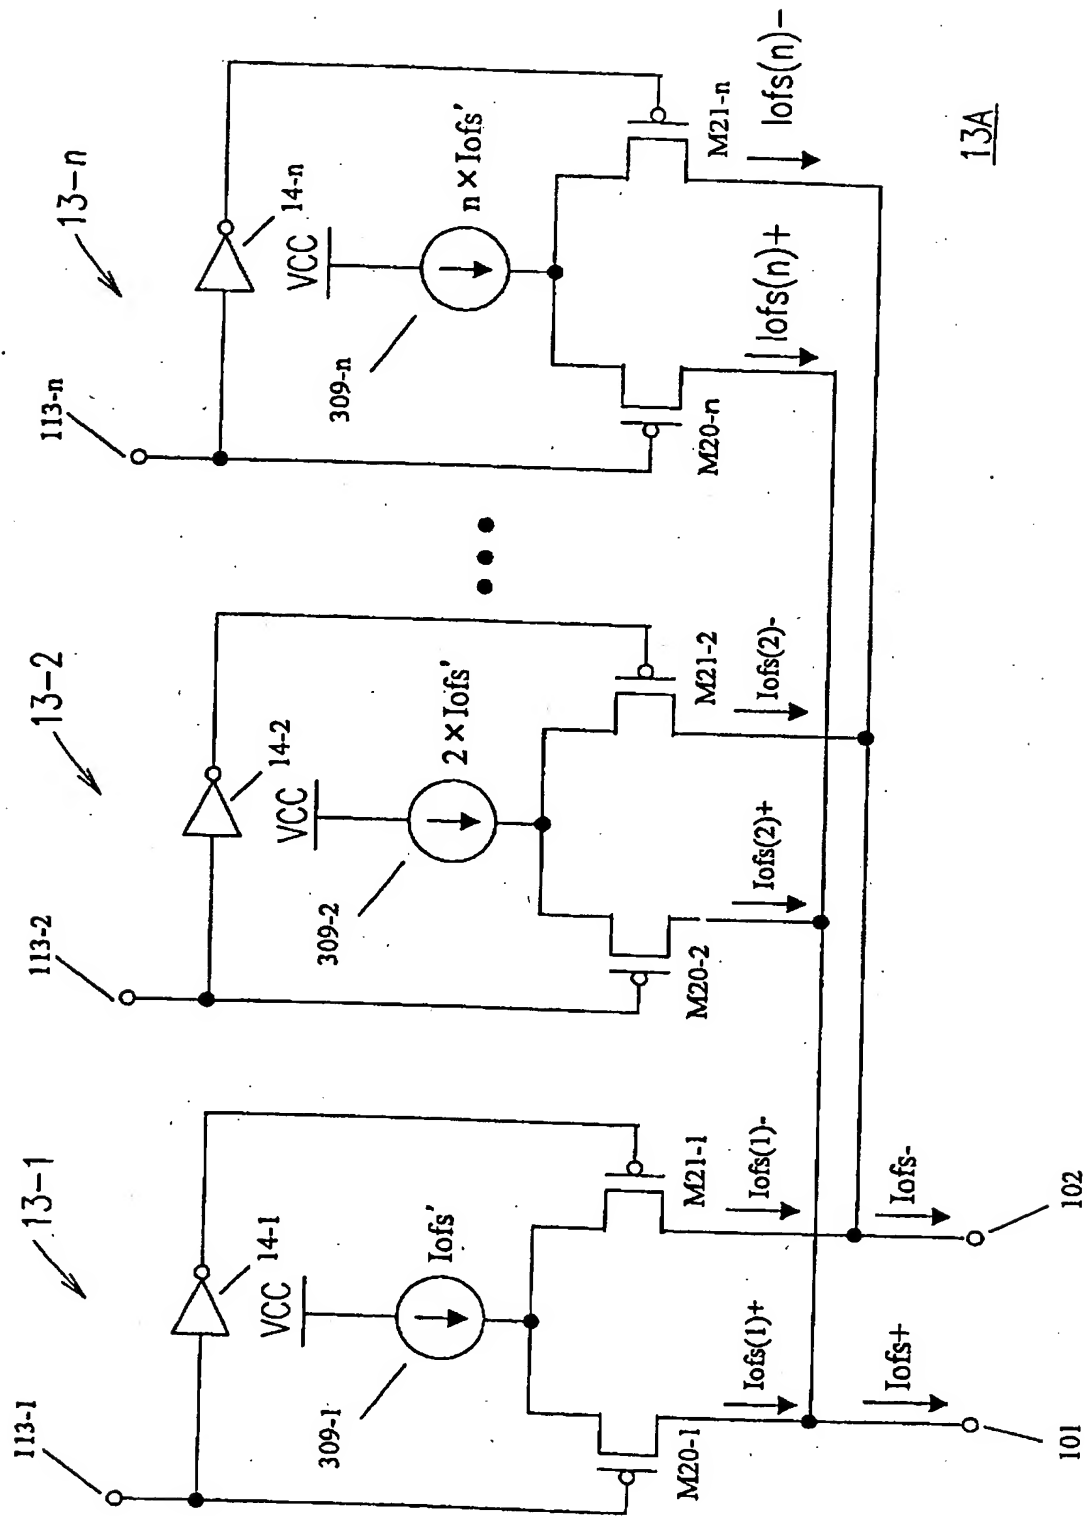 113-1
13-1
14-1
VCC
309-1
Iofs'
M20-1
M21-1
Iofs(1)+
Iofs(1)-
Iofs+
Iofs-
101
102
113-2
13-2
14-2
VCC
309-2
2×Iofs'
M20-2
M21-2
Iofs(2)+
Iofs(2)-
113-n
13-n
14-n
VCC
309-n
n×Iofs'
M20-n
M21-n
Iofs(n)+
Iofs(n)-
13A